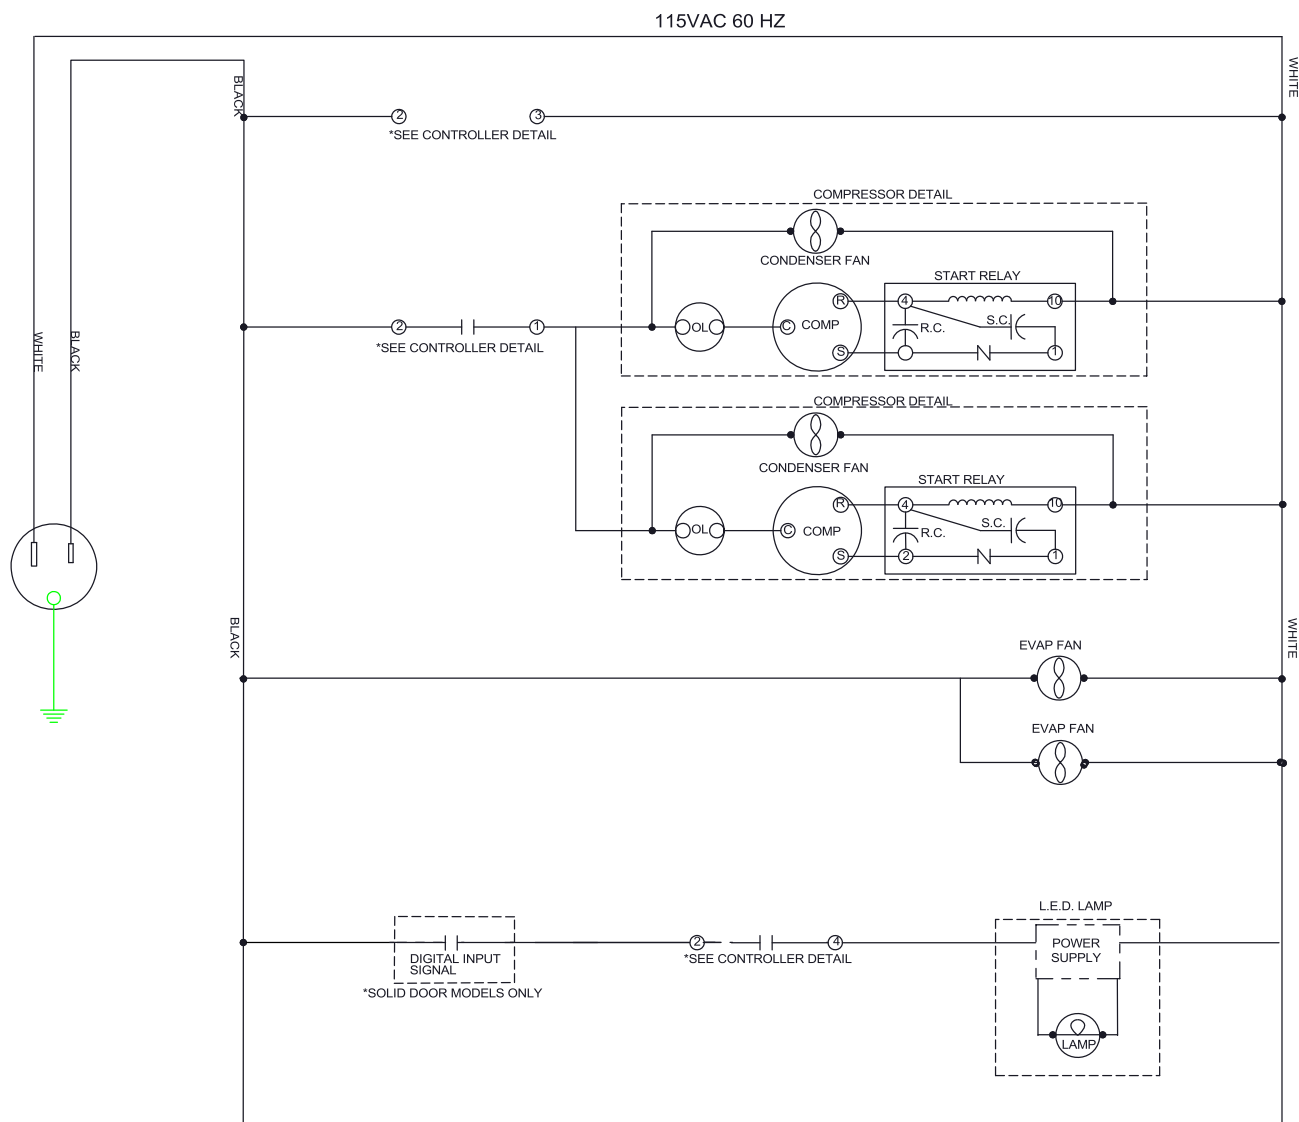 115VAC 60 HZ
BLACK
WHITE
2
3
*SEE CONTROLLER DETAIL
COMPRESSOR DETAIL
CONDENSER FAN
START RELAY
R
4
10
WHITE
BLACK
2
1
OL
C
COMP
R.C.
S.C.
*SEE CONTROLLER DETAIL
S
1
COMPRESSOR DETAIL
CONDENSER FAN
START RELAY
R
4
10
OL
C
COMP
R.C.
S.C.
S
2
1
BLACK
WHITE
EVAP FAN
EVAP FAN
L.E.D. LAMP
2
4
POWER
SUPPLY
DIGITAL INPUT
SIGNAL
*SEE CONTROLLER DETAIL
*SOLID DOOR MODELS ONLY
LAMP